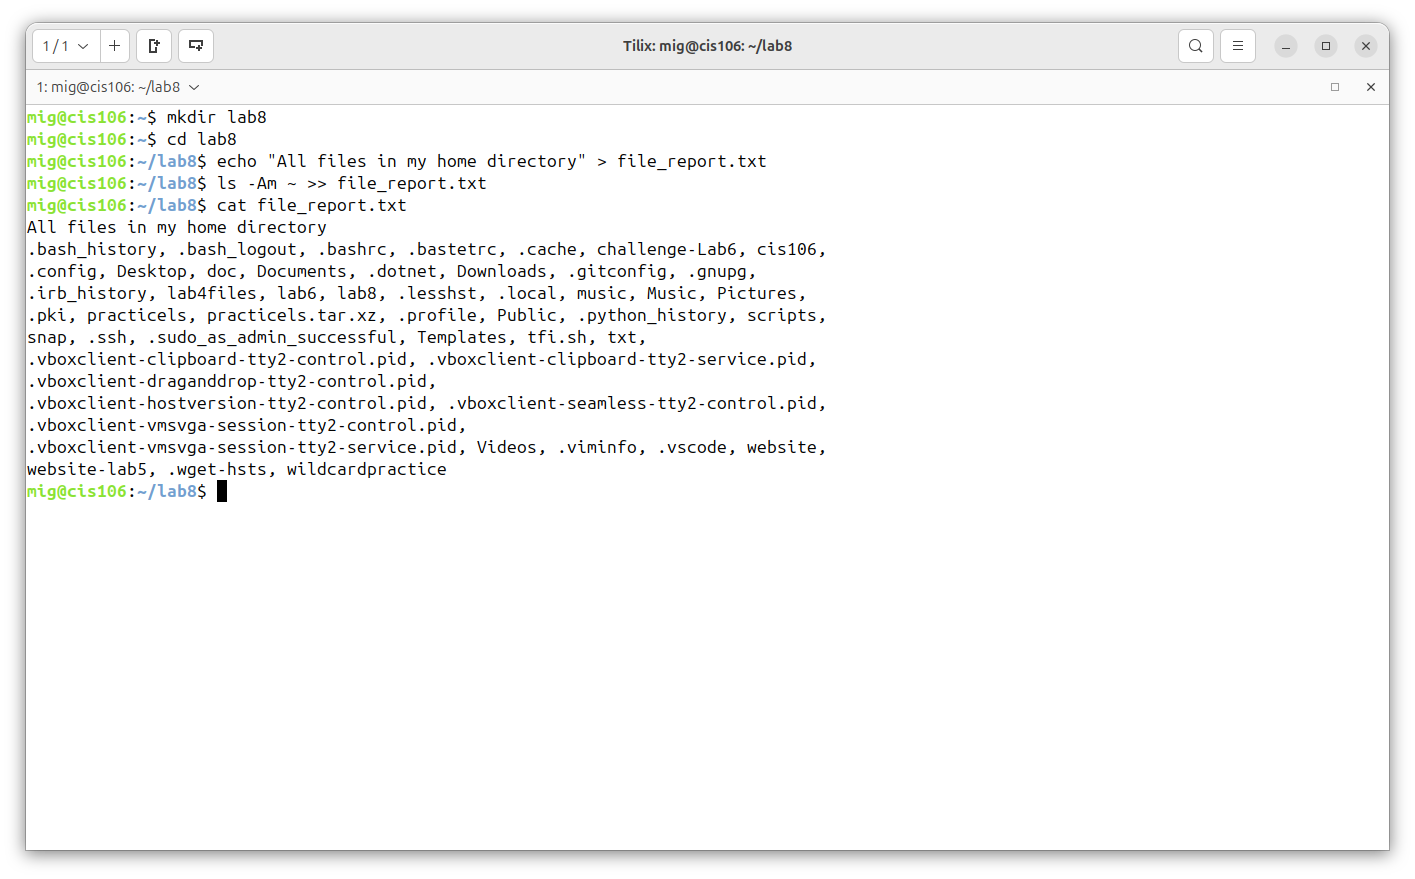 1 / 1
Tilix: mig@cis106: ~/lab8
1: mig@cis106: ~/lab8
mig@cis106:~$ mkdir lab8
mig@cis106:~$ cd lab8
mig@cis106:~/lab8$ echo "All files in my home directory" > file_report.txt
mig@cis106:~/lab8$ ls -Am ~ >> file_report.txt
mig@cis106:~/lab8$ cat file_report.txt
All files in my home directory
.bash_history, .bash_logout, .bashrc, .bastetrc, .cache, challenge-Lab6, cis106,
.config, Desktop, doc, Documents, .dotnet, Downloads, .gitconfig, .gnupg,
.irb_history, lab4files, lab6, lab8, .lesshst, .local, music, Music, Pictures,
.pki, practicels, practicels.tar.xz, .profile, Public, .python_history, scripts,
snap, .ssh, .sudo_as_admin_successful, Templates, tfi.sh, txt,
.vboxclient-clipboard-tty2-control.pid, .vboxclient-clipboard-tty2-service.pid,
.vboxclient-draganddrop-tty2-control.pid,
.vboxclient-hostversion-tty2-control.pid, .vboxclient-seamless-tty2-control.pid,
.vboxclient-vmsvga-session-tty2-control.pid,
.vboxclient-vmsvga-session-tty2-service.pid, Videos, .viminfo, .vscode, website,
website-lab5, .wget-hsts, wildcardpractice
mig@cis106:~/lab8$